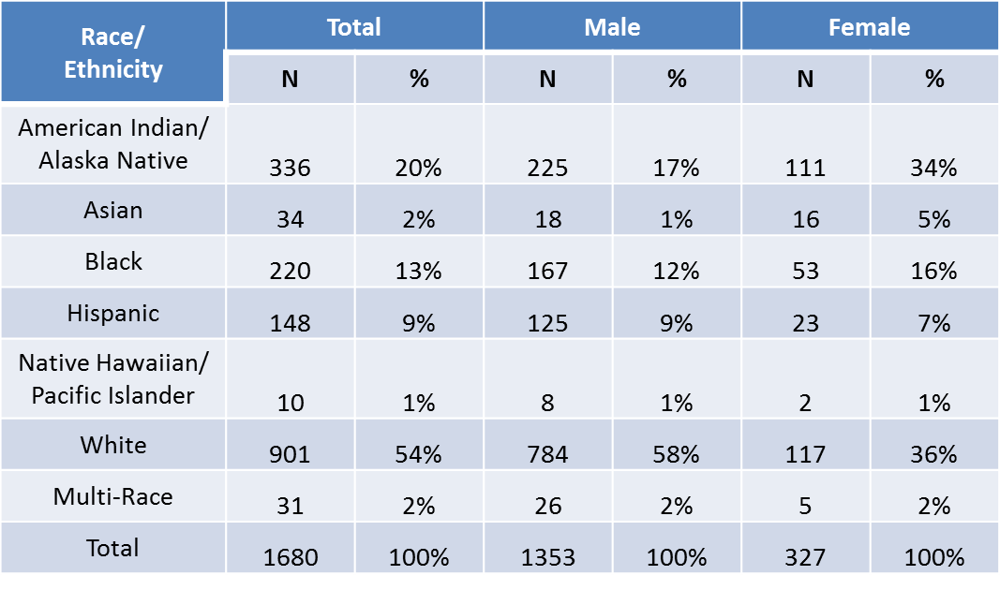 Race/ Total Male Female
Ethnicity
N % N % N %
American Indian/
Alaska Native 336 20% 225 17% 111 34%
Asian 34 2% 18 1% 16 5%
Black 220 13% 167 12% 53 16%
Hispanic 148 9% 125 9% 23 7%
Native Hawaiian/
Pacific Islander 10 1% 8 1% 2 1%
White 901 54% 784 58% 117 36%
Multi-Race 31 2% 26 2% 5 2%
Total 1680 100% 1353 100% 327 100%